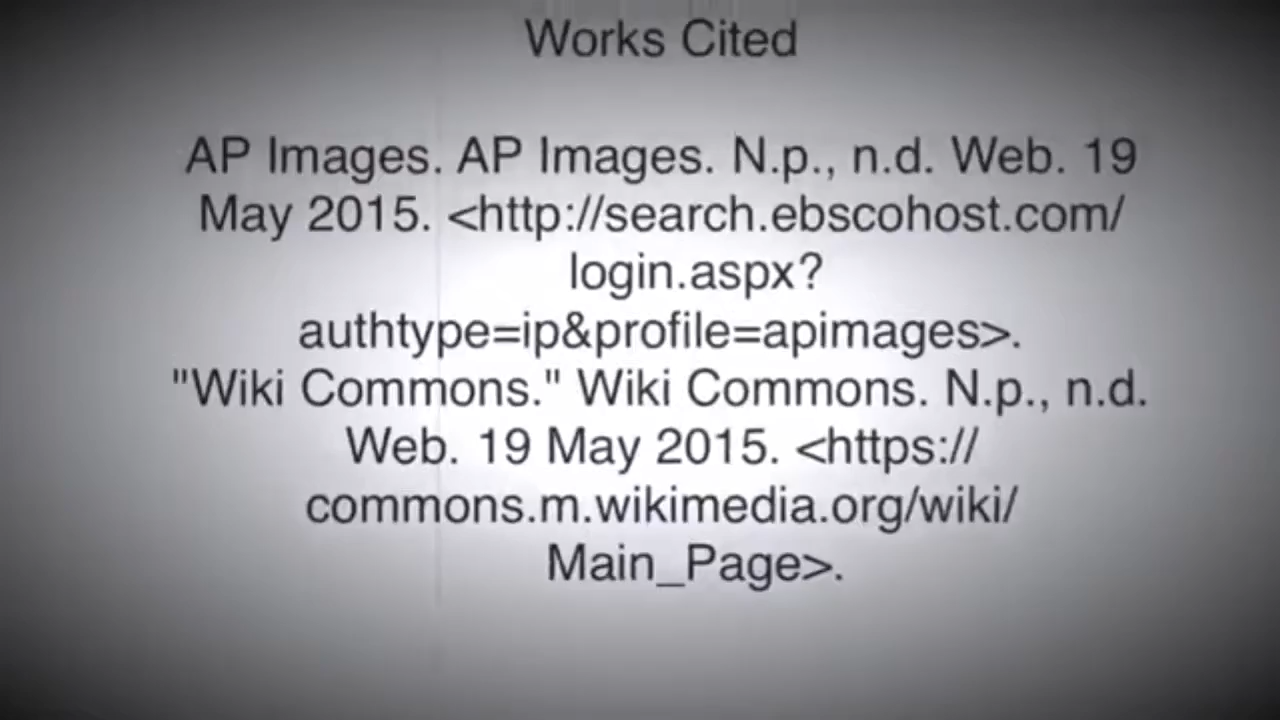 Works Cited
AP Images. AP Images. N.p., n.d. Web. 19
May 2015. <http://search.ebscohost.com/
login.aspx?
authtype=ip&profile=apimages>.
"Wiki Commons." Wiki Commons. N.p., n.d.
Web. 19 May 2015. <https://
commons.m.wikimedia.org/wiki/
Main_Page>.